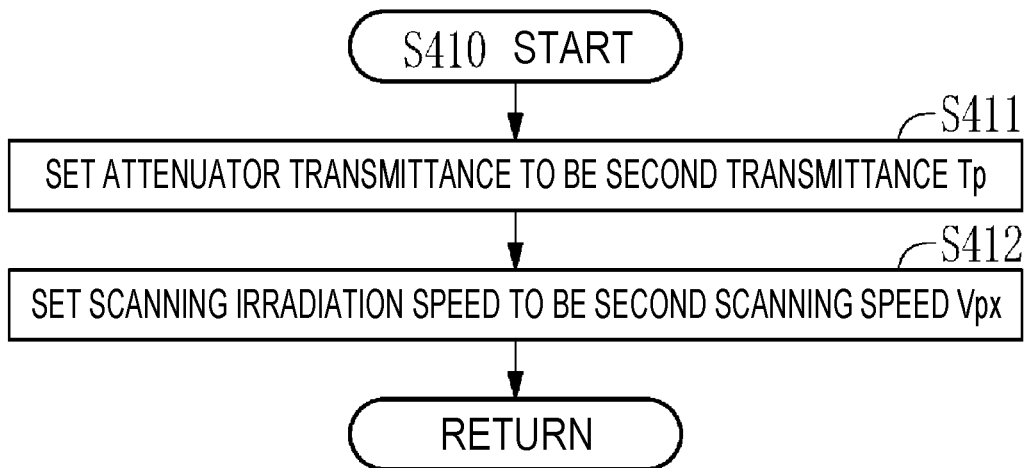 S410 START
S411
SET ATTENUATOR TRANSMITTANCE TO BE SECOND TRANSMITTANCE Tp
S412
SET SCANNING IRRADIATION SPEED TO BE SECOND SCANNING SPEED Vpx
RETURN